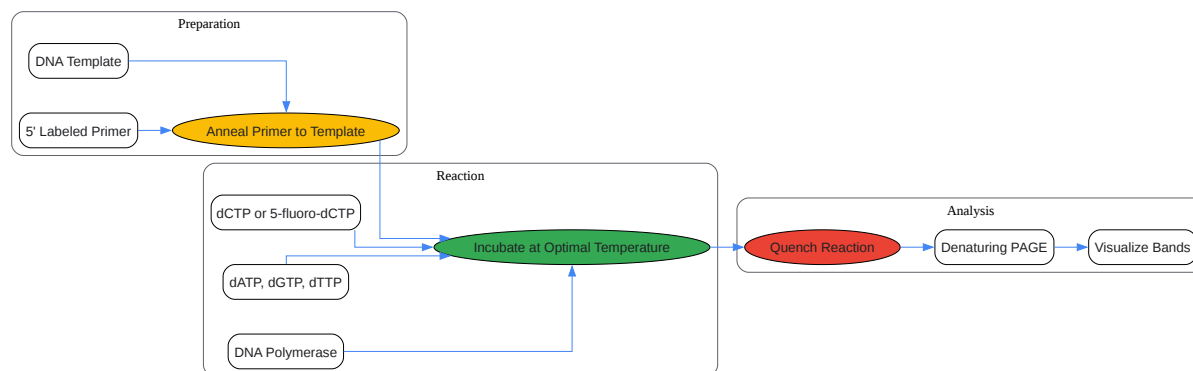 Preparation
DNA Template
5' Labeled Primer
Anneal Primer to Template
Reaction
dCTP or 5-fluoro-dCTP
Incubate at Optimal Temperature
dATP, dGTP, dTTP
DNA Polymerase
Analysis
Quench Reaction
Denaturing PAGE
Visualize Bands